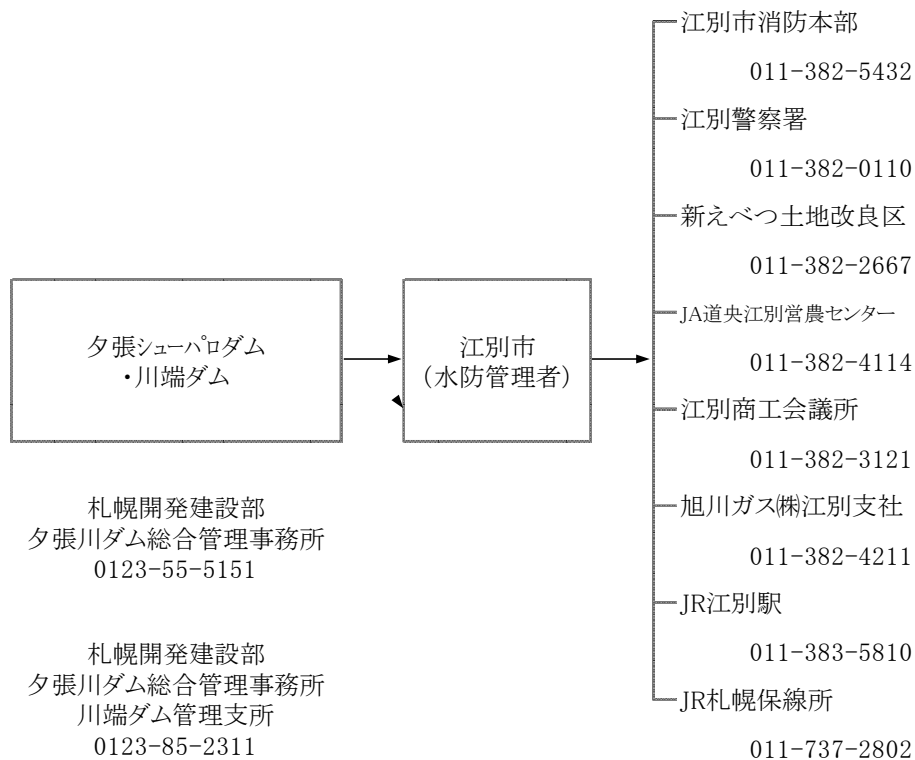 夕張シューパロダム
・川端ダム
札幌開発建設部
夕張川ダム総合管理事務所
0123-55-5151
札幌開発建設部
夕張川ダム総合管理事務所
川端ダム管理支所
0123-85-2311
江別市
（水防管理者）
江別市消防本部
011-382-5432
江別警察署
011-382-0110
新えべつ土地改良区
011-382-2667
JA道央江別営農センター
011-382-4114
江別商工会議所
011-382-3121
旭川ガス㈱江別支社
011-382-4211
JR江別駅
011-383-5810
JR札幌保線所
011-737-2802